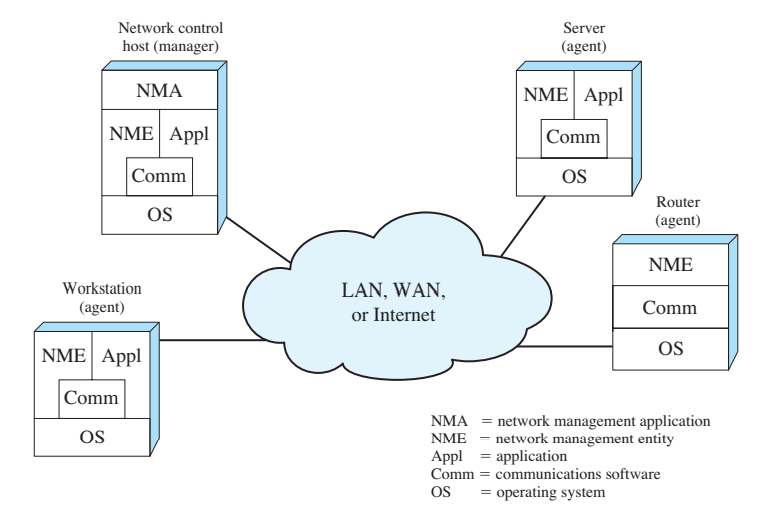 Network control
host (manager)
NMA
NME Appl
Comm
OS
Server
(agent)
NME Appl
Comm
OS
Router
(agent)
NME
Comm
OS
LAN, WAN,
or Internet
Workstation
(agent)
NME Appl
Comm
OS
NMA = network management application
NME = network management entity
Appl = application
Comm = communications software
OS = operating system